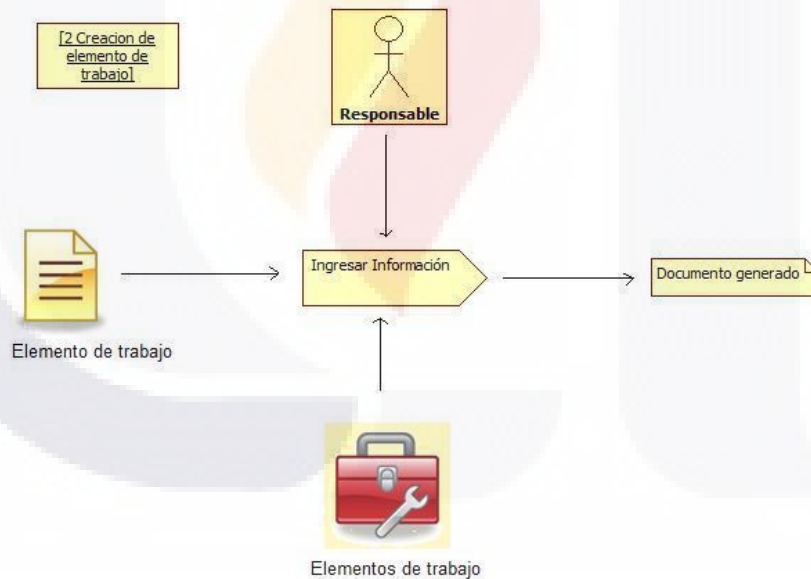 [2 Creacion de
elemento de
trabajo]
Responsable
Ingresar Información
Documento generado
Elemento de trabajo
Elementos de trabajo